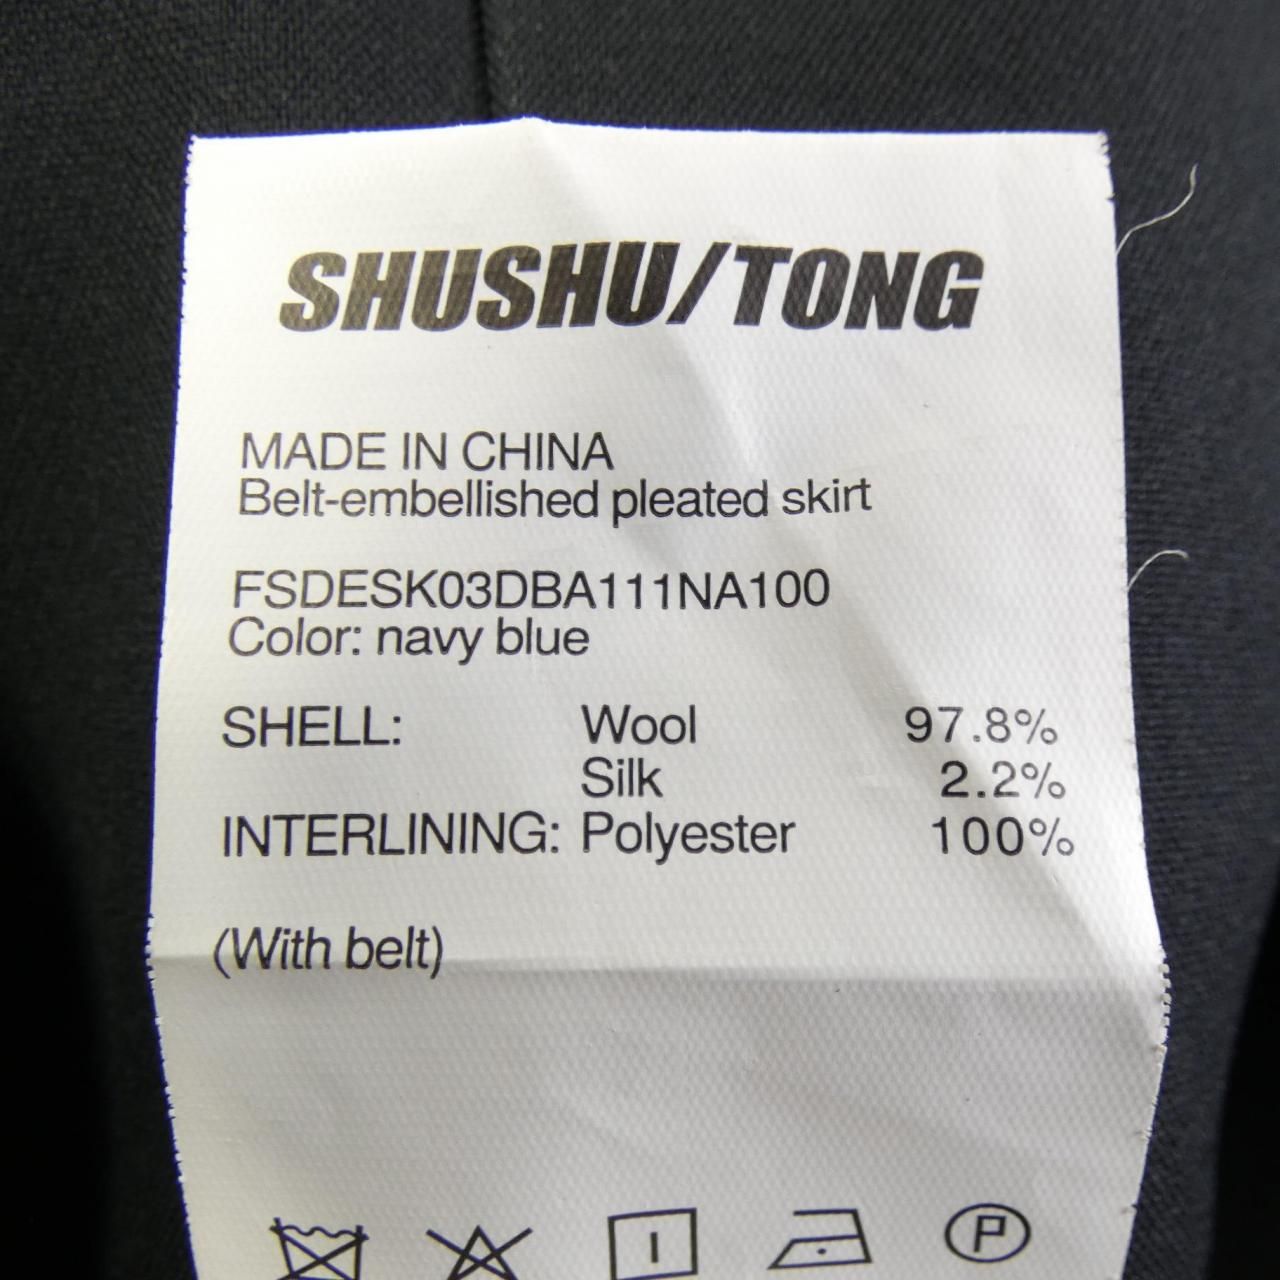 SHUSHU/TONG
MADE IN CHINA
Belt-embellished pleated skirt
FSDESK03DBA111NA100
Color: navy blue
SHELL: Wool 97.8%
Silk 2.2%
INTERLINING: Polyester 100%
(With belt)
P